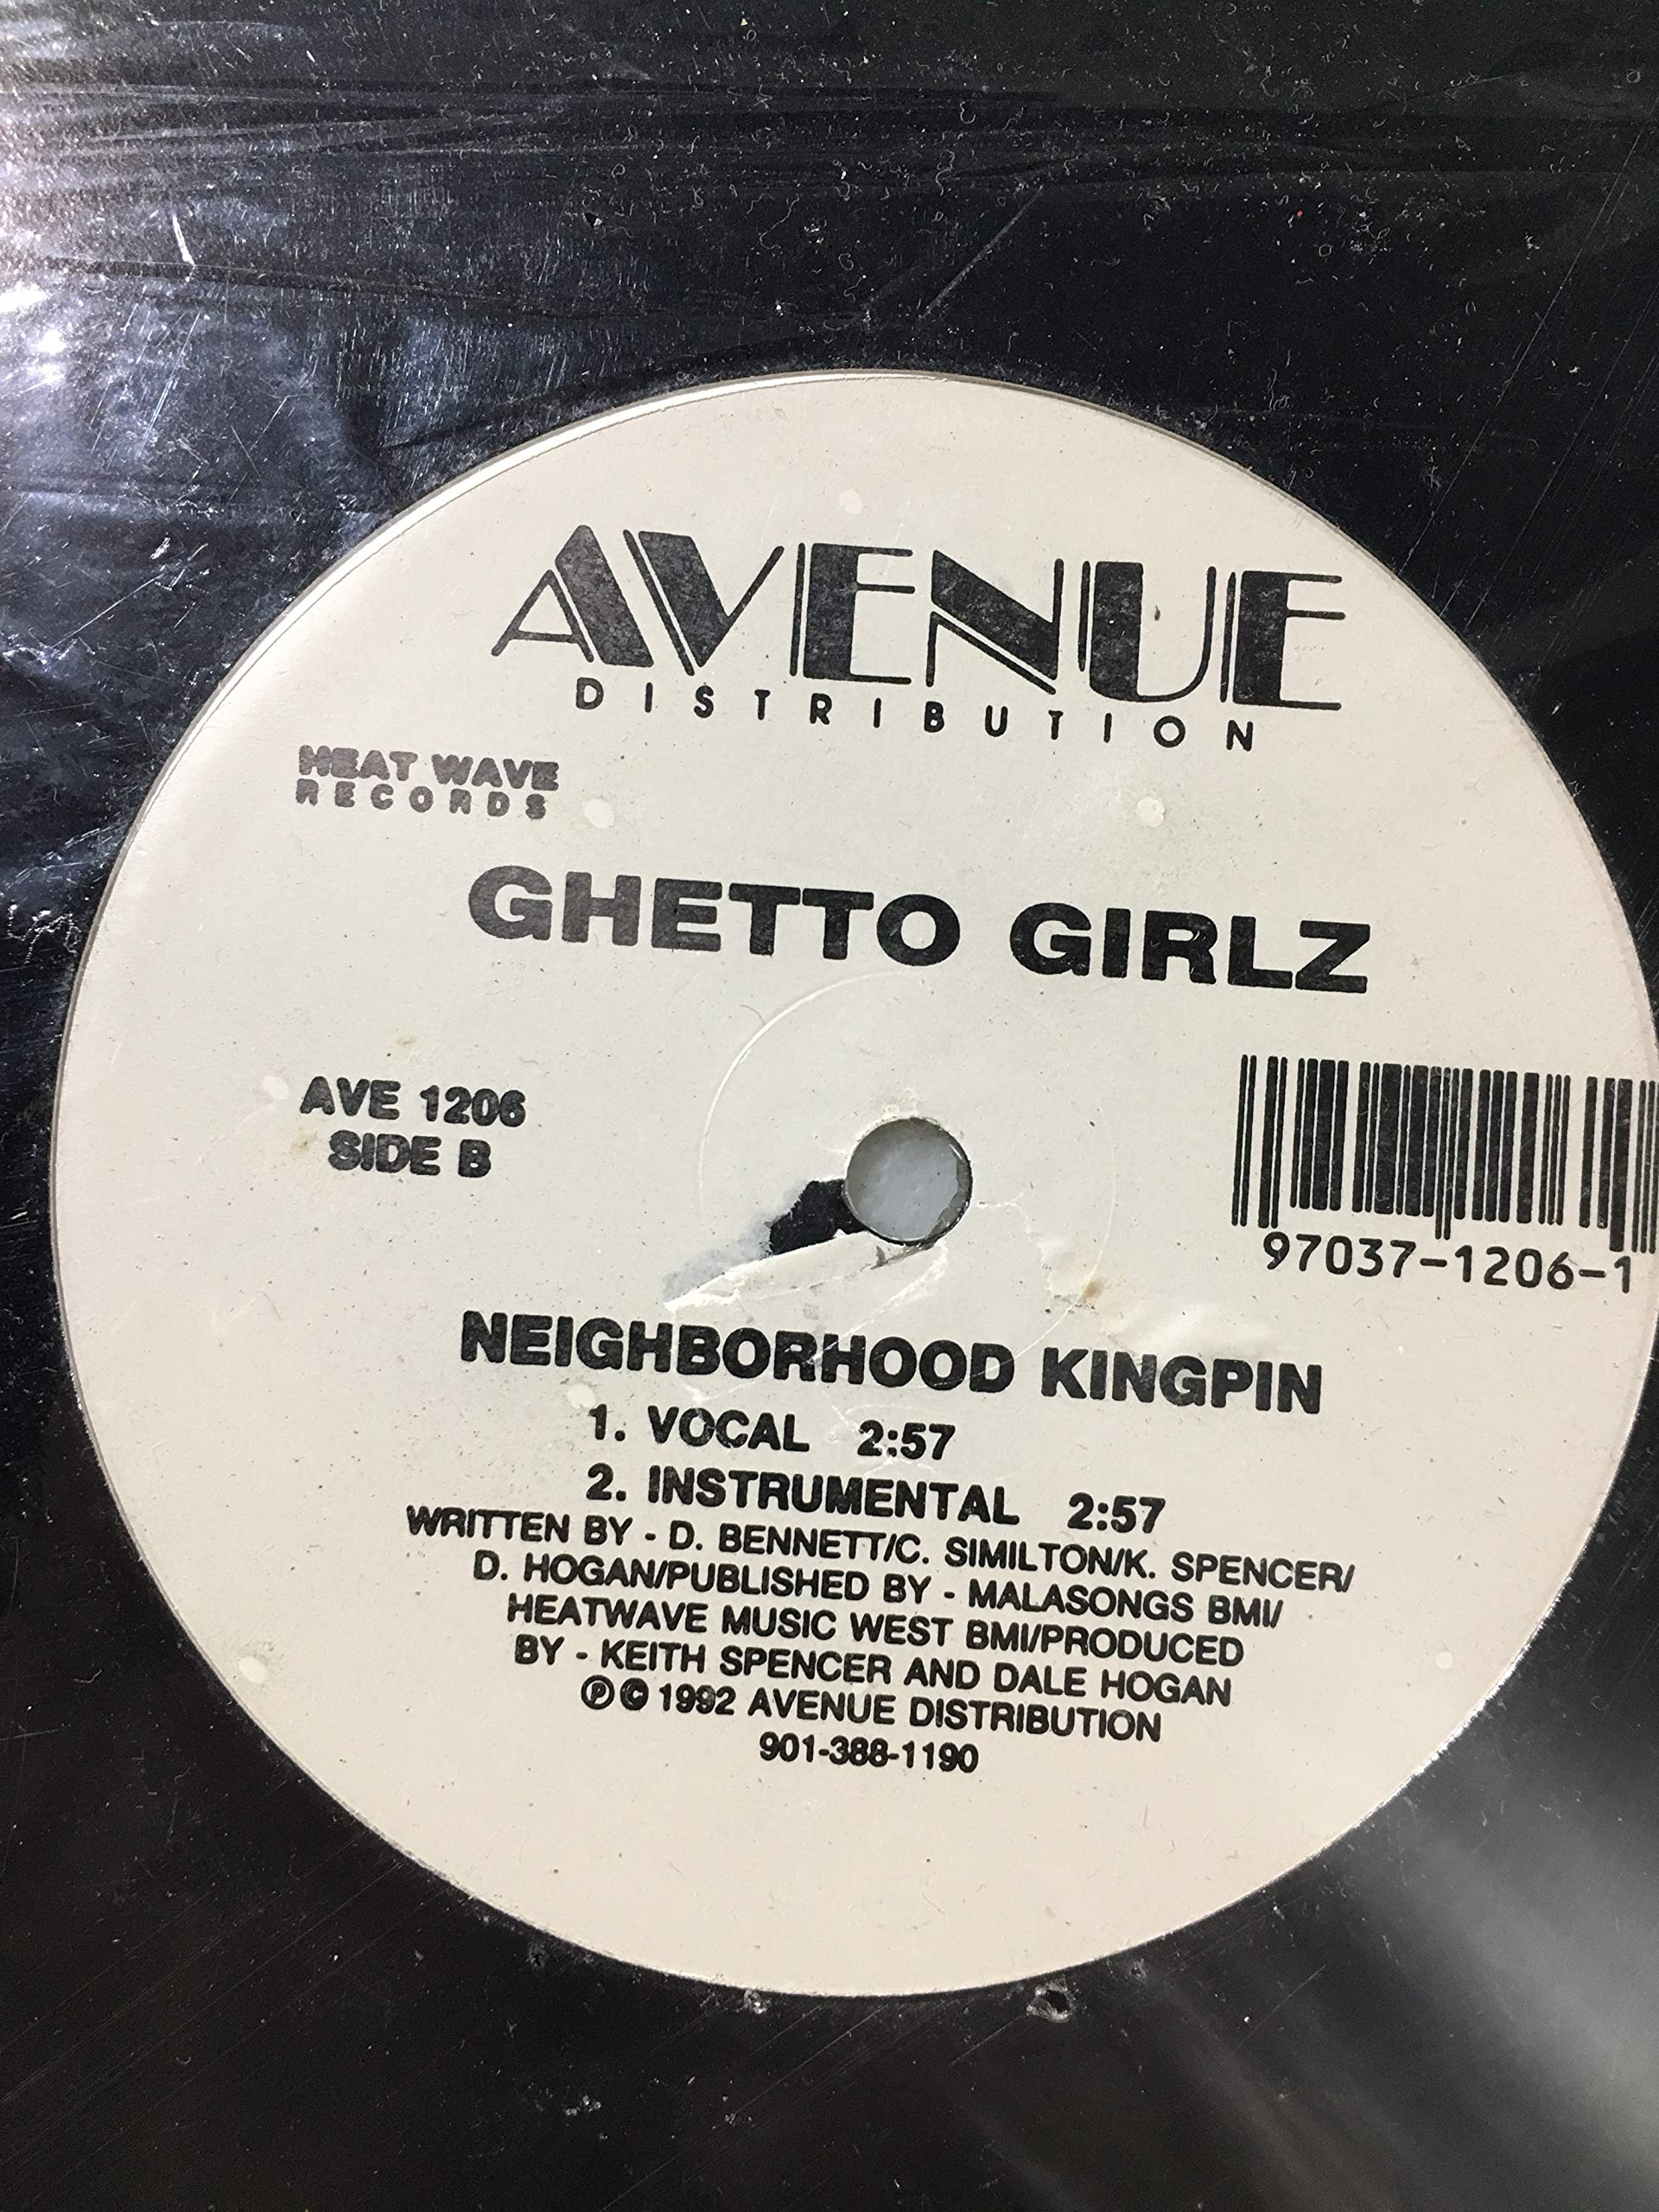 AVENUE
DISTRIBUTION
HEAT WAVE
RECORDS
GHETTO GIRLZ
AVE 1206
SIDE B
97037-1206-1
NEIGHBORHOOD KINGPIN
1. VOCAL 2:57
2. INSTRUMENTAL 2:57
WRITTEN BY - D. BENNETT/C. SIMILTON/K. SPENCER/
D. HOGAN/PUBLISHED BY - MALASONGS BMI/
HEATWAVE MUSIC WEST BMI/PRODUCED
BY - KEITH SPENCER AND DALE HOGAN
℗ © 1992 AVENUE DISTRIBUTION
901-388-1190